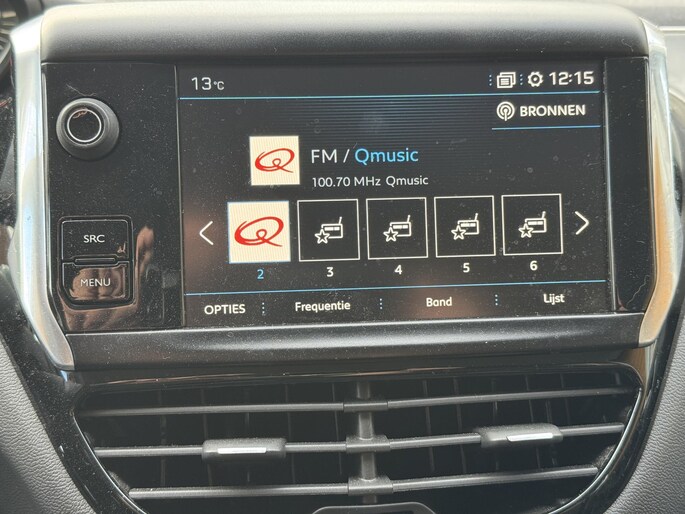 13°C
12:15
BRONNEN
FM / Qmusic
100.70 MHz Qmusic
SRC
MENU
2 3 4 5 6
OPTIES Frequentie Band Lijst